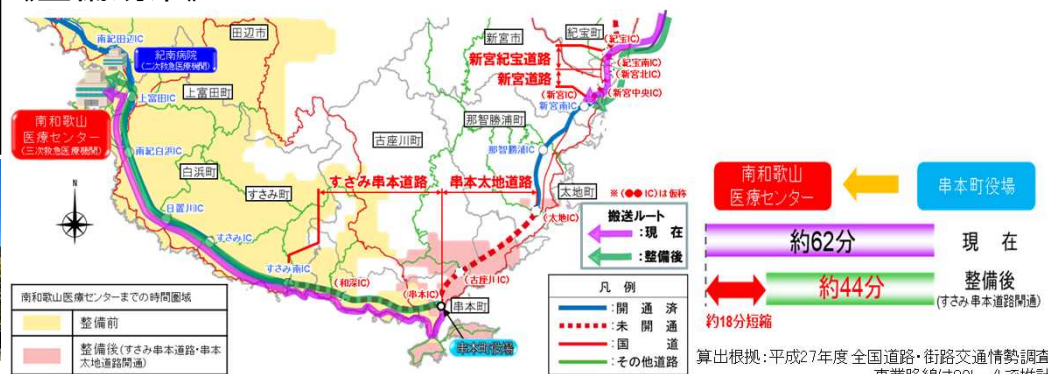 南紀田辺IC
田辺市
紀南病院
(二次救急医療機関)
上富田IC
上富田町
南和歌山
医療センター
(三次救急医療機関)
南紀白浜IC
白浜町
日置川IC
すさみ町
すさみIC
すさみ南IC
(和深IC)
すさみ串本道路
串本太地道路
古座川町
(串本IC)
(古座川IC)
串本町
串本町役場
新宮市
紀宝町
(紀宝IC)
新宮紀宝道路
(紀宝南IC)
新宮道路
(新宮北IC)
(新宮IC)
(新宮中央IC)
新宮南IC
那智勝浦町
那智勝浦IC
太地町
(太地IC)
N
※(●●IC)は仮称
搬送ルート
:現 在
:整備後
凡 例
:開 通 済
:未 開 通
:国 道
:その他道路
南和歌山医療センターまでの時間圏域
整備前
整備後(すさみ串本道路・串本
太地道路開通)
南和歌山
医療センター
串本町役場
約62分
現 在
約44分
整備後
(すさみ串本道路開通)
約18分短縮
算出根拠:平成27年度 全国道路・街路交通情勢調査